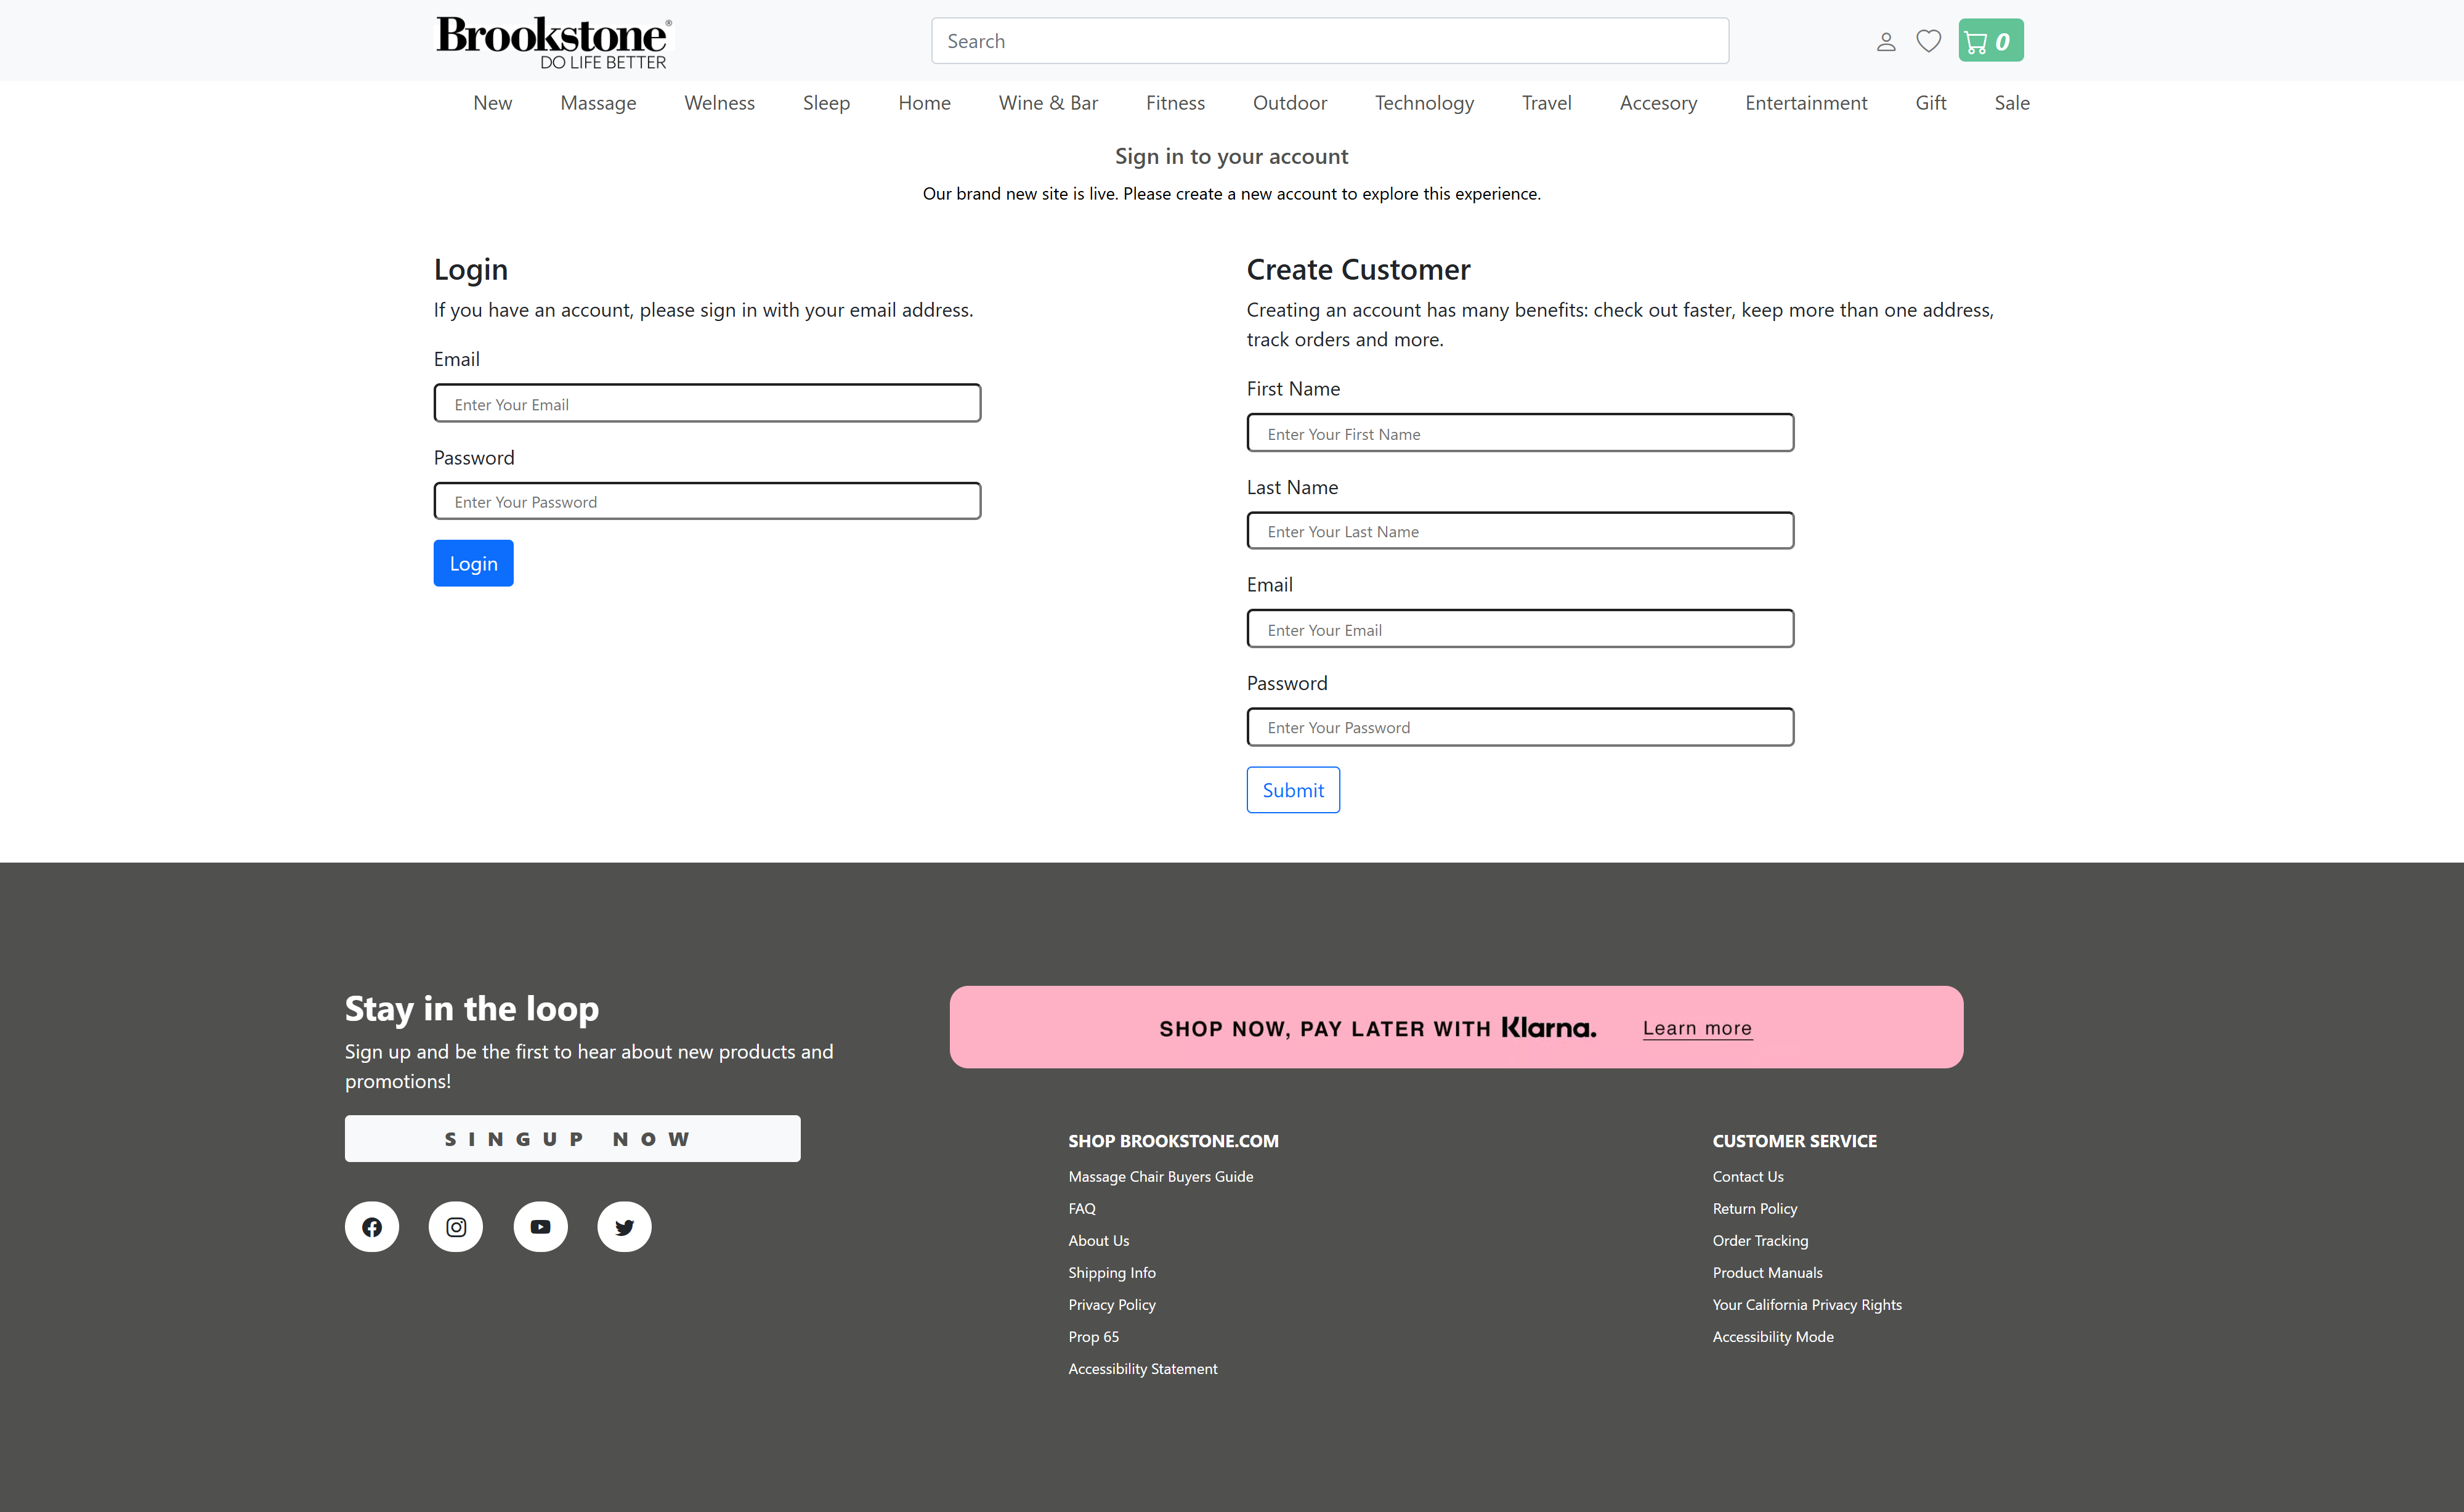 Brookstone®
DO LIFE BETTER
Search
0
New Massage Welness Sleep Home Wine & Bar Fitness Outdoor Technology Travel Accesory Entertainment Gift Sale
Sign in to your account
Our brand new site is live. Please create a new account to explore this experience.
Login
If you have an account, please sign in with your email address.
Email
Enter Your Email
Password
Enter Your Password
Login
Create Customer
Creating an account has many benefits: check out faster, keep more than one address,
track orders and more.
First Name
Enter Your First Name
Last Name
Enter Your Last Name
Email
Enter Your Email
Password
Enter Your Password
Submit
Stay in the loop
Sign up and be the first to hear about new products and
promotions!
SINGUP NOW
SHOP NOW, PAY LATER WITH Klarna. Learn more
SHOP BROOKSTONE.COM
Massage Chair Buyers Guide
FAQ
About Us
Shipping Info
Privacy Policy
Prop 65
Accessibility Statement
CUSTOMER SERVICE
Contact Us
Return Policy
Order Tracking
Product Manuals
Your California Privacy Rights
Accessibility Mode